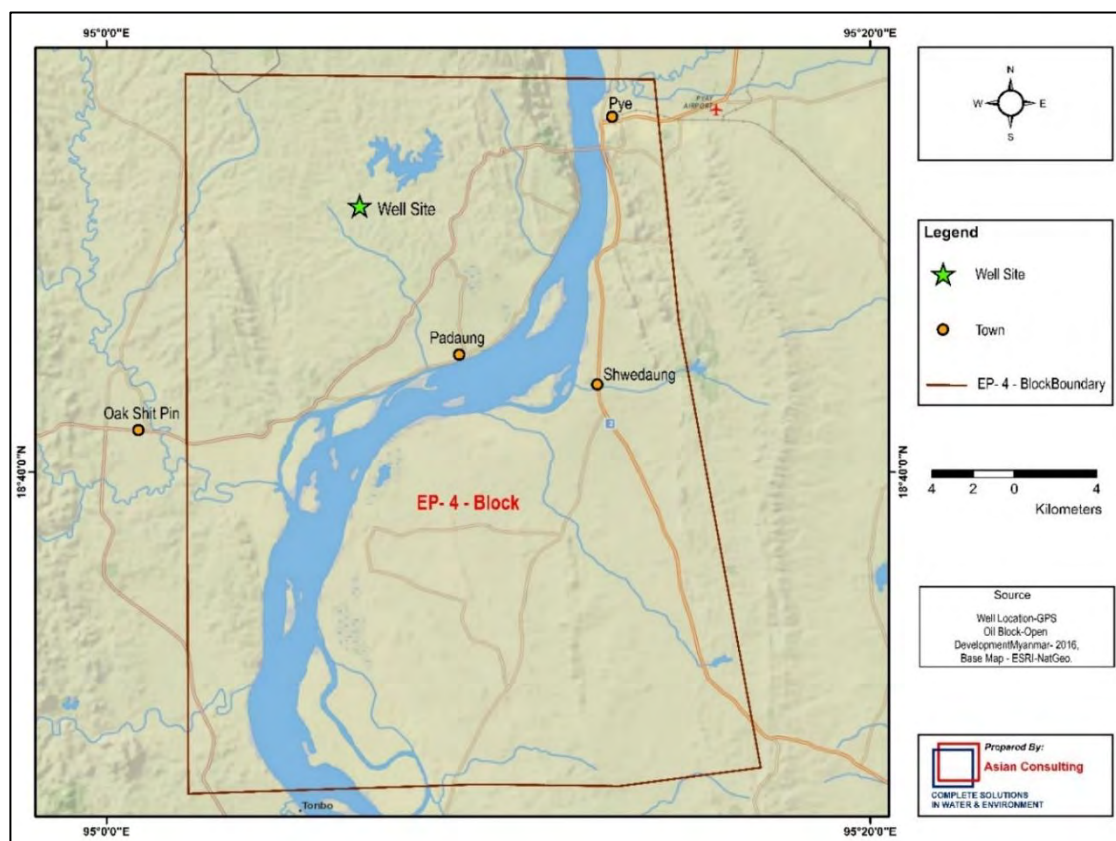 95°0'0"E
95°20'0"E
Pye
PYAY
AIRPORT
Well Site
Padaung
Shwedaung
Oak Shit Pin
2
18°40'0"N
18°40'0"N
EP- 4 - Block
Tonbo
95°0'0"E
95°20'0"E
N
W
E
S
Legend
Well Site
Town
EP- 4 - BlockBoundary
4 2 0 4
Kilometers
Source
Well Location-GPS
Oil Block-Open
DevelopmentMyanmar- 2016,
Base Map - ESRI-NatGeo.
Prepared By:
Asian Consulting
COMPLETE SOLUTIONS
IN WATER & ENVIRONMENT